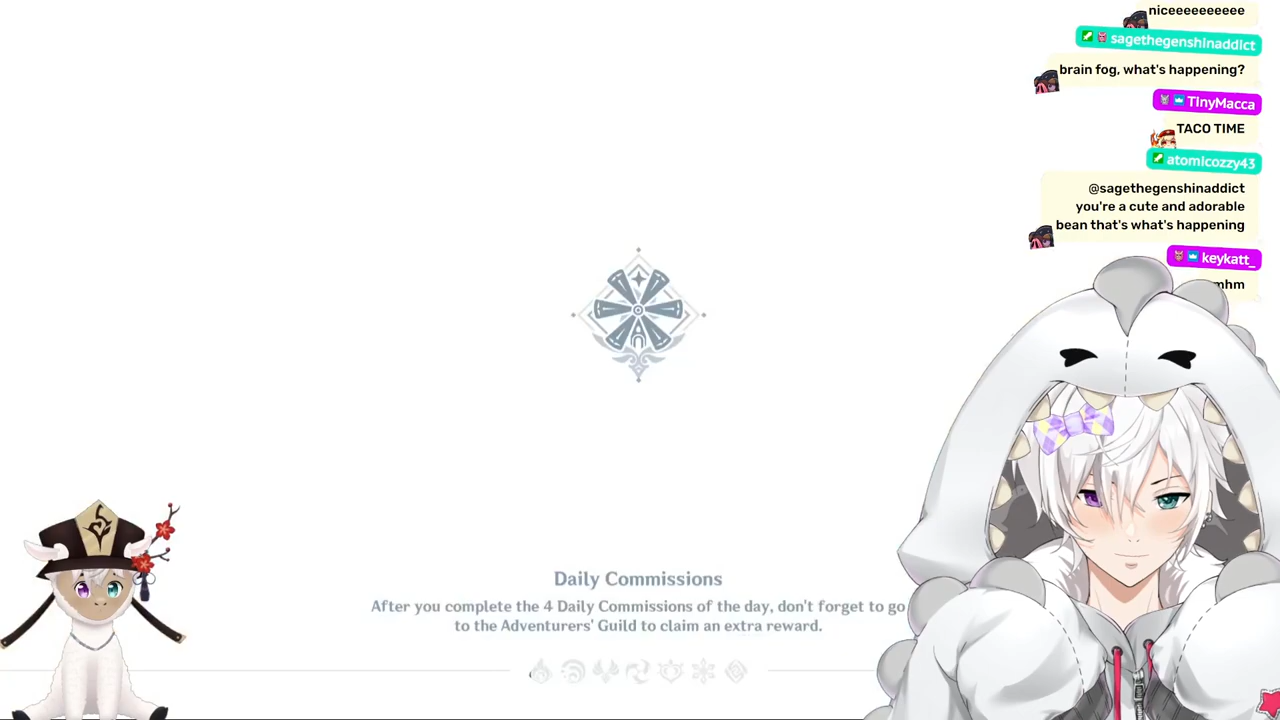 niceeeeeeeeee
sagethegenshinaddict
brain fog, what's happening?
TinyMacca
TACO TIME
atomicozzy43
@sagethegenshinaddict
you're a cute and adorable
bean that's what's happening
keykatt_
mhm
Daily Commissions
After you complete the 4 Daily Commissions of the day, don't forget to go
to the Adventurers' Guild to claim an extra reward.